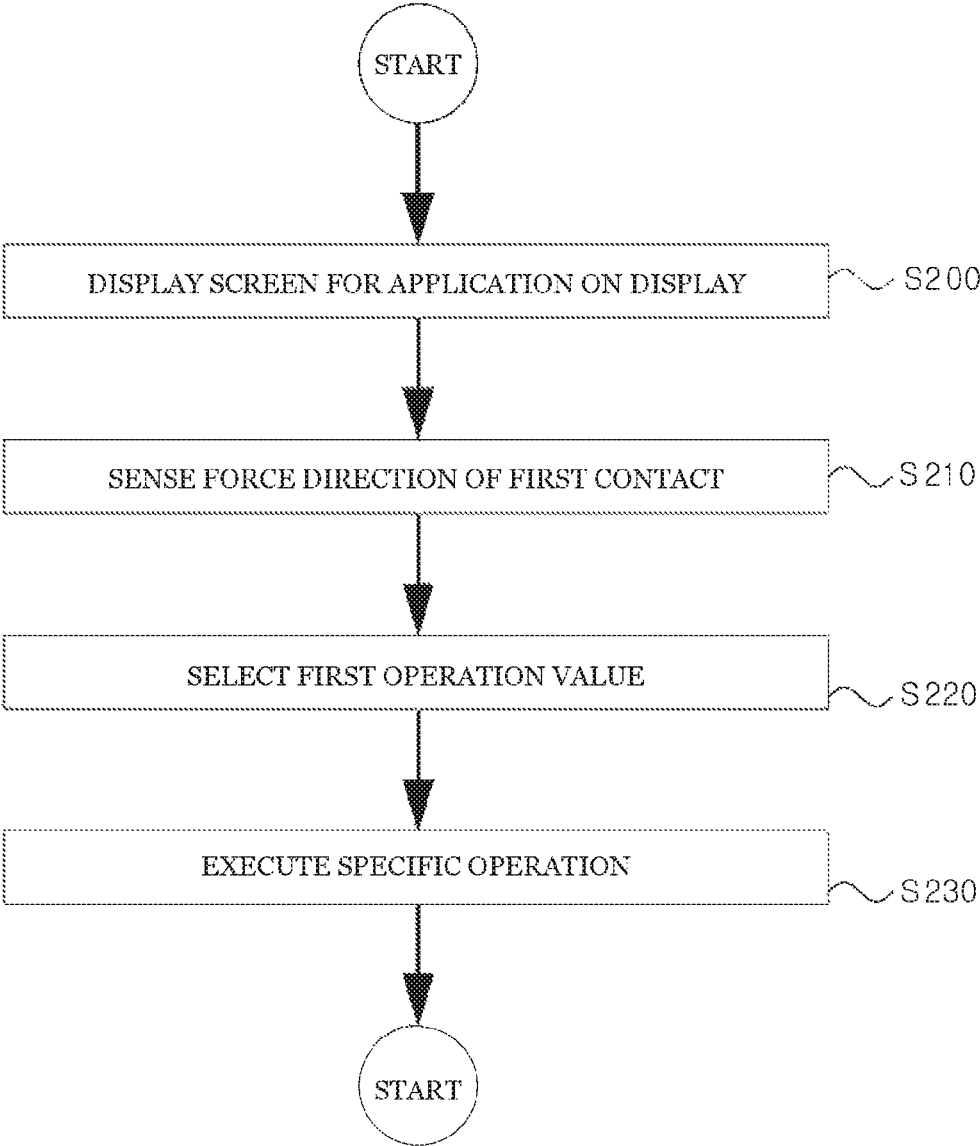 START
DISPLAY SCREEN FOR APPLICATION ON DISPLAY
S200
SENSE FORCE DIRECTION OF FIRST CONTACT
S210
SELECT FIRST OPERATION VALUE
S220
EXECUTE SPECIFIC OPERATION
S230
START